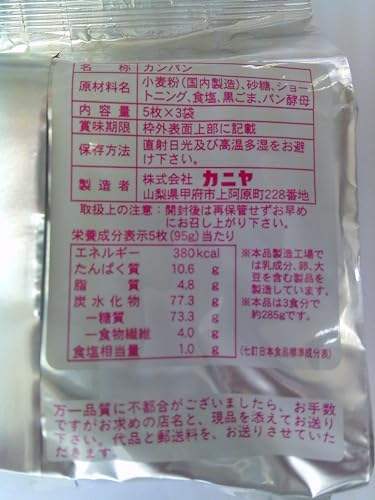 名 称 カンパン
原材料名 小麦粉（国内製造）、砂糖、ショー
トニング、食塩、黒ごま、パン酵母
内容量 5枚×3袋
賞味期限 枠外表面上部に記載
保存方法 直射日光及び高温多湿をお避
け下さい。
製造者 株式会社 カニヤ
山梨県甲府市上阿原町228番地
取扱上の注意：開封後は再保管せずお早め
にお召し上がり下さい。
栄養成分表示5枚(95g)当たり
エネルギー 380kcal
たんぱく質 10.6 g
脂質 4.8 g
炭水化物 77.3 g
－糖質 73.3 g
－食物繊維 4.0 g
食塩相当量 1.0 g
※本品製造工場で
は乳成分、卵、大
豆を含む製品を
製造しています。
※本品は3食分で
約285gです。
(七訂日本食品標準成分表)
万一品質に不都合がございましたら、お手数
ですがお求めの店名と、現品を添えてお送り
下さい。代品と郵送料を、お送りさせていた
だきます。